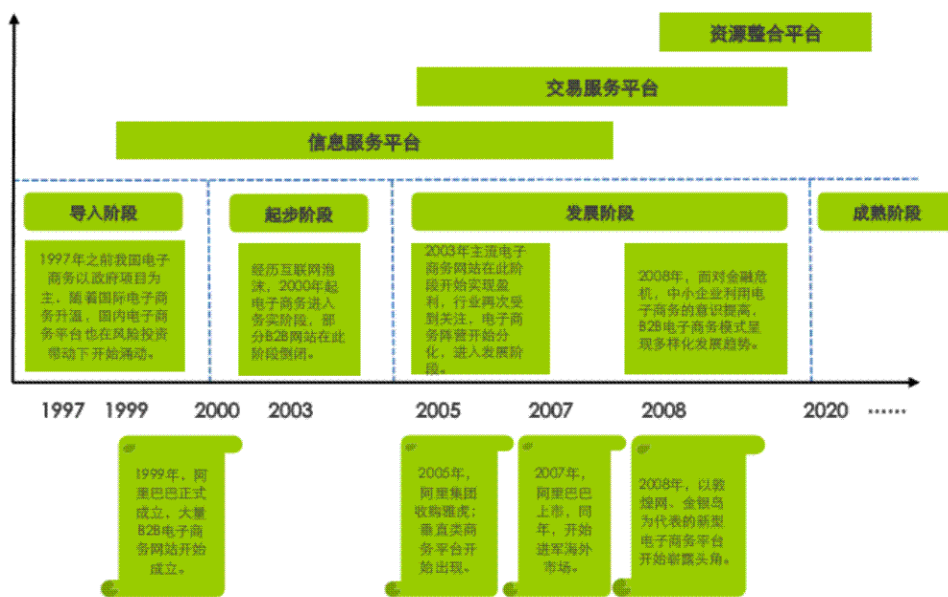 资源整合平台
交易服务平台
信息服务平台
导入阶段
起步阶段
发展阶段
成熟阶段
1997年之前我国电子
商务以政府项目为
主，随着国际电子商
务升温，国内电子商
务平台也在风险投资
带动下开始涌动。
经历互联网泡
沫，2000年起
电子商务进入
务实阶段，部
分B2B网站在此
阶段倒闭。
2003年主流电子
商务网站在此阶
段开始实现盈
利，行业再次受
到关注，电子商
务阵营开始分
化，进入发展阶
段。
2008年，面对金融危
机，中小企业利用电
子商务的意识提高，
B2B电子商务模式呈
现多样化发展趋势。
1997 1999 2000 2003 2005 2007 2008 2020 ······
1999年，阿
里巴巴正式
成立，大量
B2B电子商
务网站开始
成立。
2005年，
阿里集团
收购雅虎；
垂直类商
务平台开
始出现。
2007年，
阿里巴巴
上市，同
年，开始
进军海外
市场。
2008年，以敦
煌网、金银岛
为代表的新型
电子商务平台
开始崭露头角。